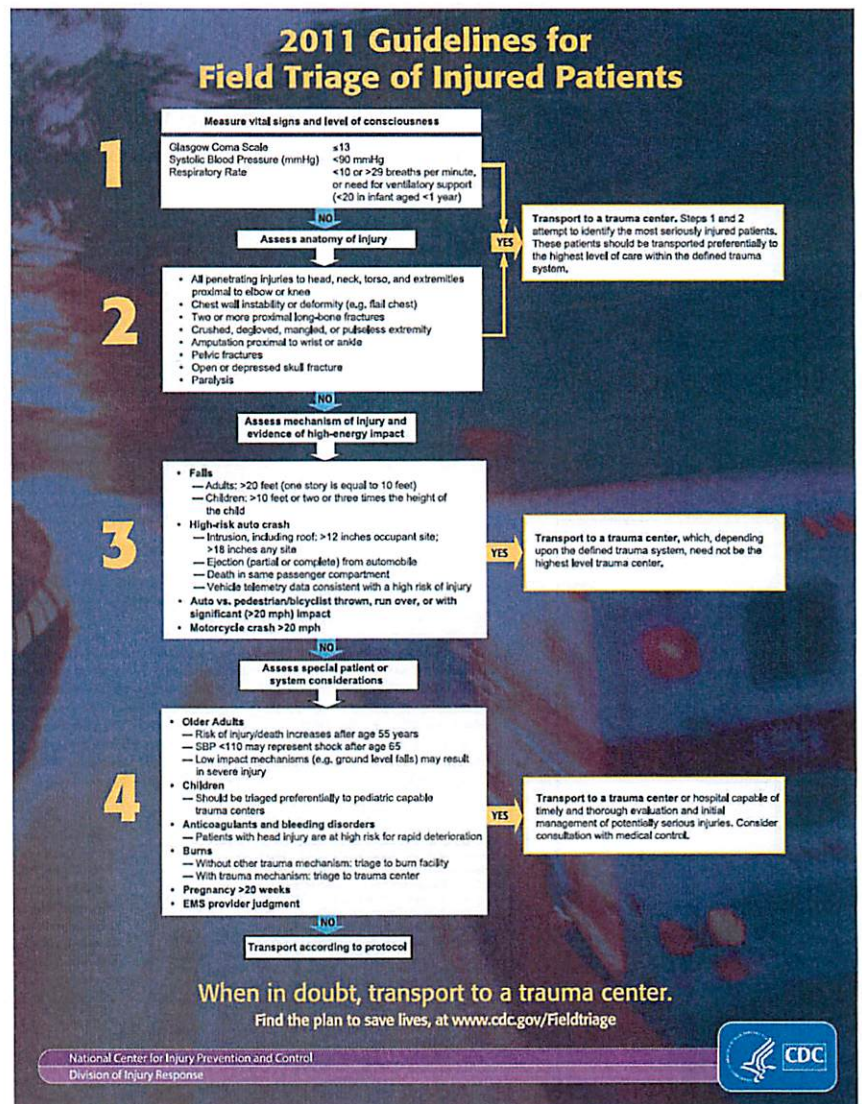 2011 Guidelines for
Field Triage of Injured Patients
1
Measure vital signs and level of consciousness
Glasgow Coma Scale ≤13
Systolic Blood Pressure (mmHg) <90 mmHg
Respiratory Rate <10 or >29 breaths per minute,
or need for ventilatory support
(<20 in infant aged <1 year)
NO
YES
Transport to a trauma center. Steps 1 and 2
attempt to identify the most seriously injured patients.
These patients should be transported preferentially to
the highest level of care within the defined trauma
system.
Assess anatomy of injury
2
• All penetrating injuries to head, neck, torso, and extremities
proximal to elbow or knee
• Chest wall instability or deformity (e.g. flail chest)
• Two or more proximal long-bone fractures
• Crushed, degloved, mangled, or pulseless extremity
• Amputation proximal to wrist or ankle
• Pelvic fractures
• Open or depressed skull fracture
• Paralysis
NO
Assess mechanism of injury and
evidence of high-energy impact
3
• Falls
— Adults: >20 feet (one story is equal to 10 feet)
— Children: >10 feet or two or three times the height of
the child
• High-risk auto crash
— Intrusion, including roof: >12 inches occupant site;
>18 inches any site
— Ejection (partial or complete) from automobile
— Death in same passenger compartment
— Vehicle telemetry data consistent with a high risk of injury
• Auto vs. pedestrian/bicyclist thrown, run over, or with
significant (>20 mph) impact
• Motorcycle crash >20 mph
YES
Transport to a trauma center, which, depending
upon the defined trauma system, need not be the
highest level trauma center.
NO
Assess special patient or
system considerations
4
• Older Adults
— Risk of injury/death increases after age 55 years
— SBP <110 may represent shock after age 65
— Low impact mechanisms (e.g. ground level falls) may result
in severe injury
• Children
— Should be triaged preferentially to pediatric capable
trauma centers
• Anticoagulants and bleeding disorders
— Patients with head injury are at high risk for rapid deterioration
• Burns
— Without other trauma mechanism: triage to burn facility
— With trauma mechanism: triage to trauma center
• Pregnancy >20 weeks
• EMS provider judgment
YES
Transport to a trauma center or hospital capable of
timely and thorough evaluation and initial
management of potentially serious injuries. Consider
consultation with medical control.
NO
Transport according to protocol
When in doubt, transport to a trauma center.
Find the plan to save lives, at www.cdc.gov/Fieldtriage
National Center for Injury Prevention and Control
Division of Injury Response
CDC